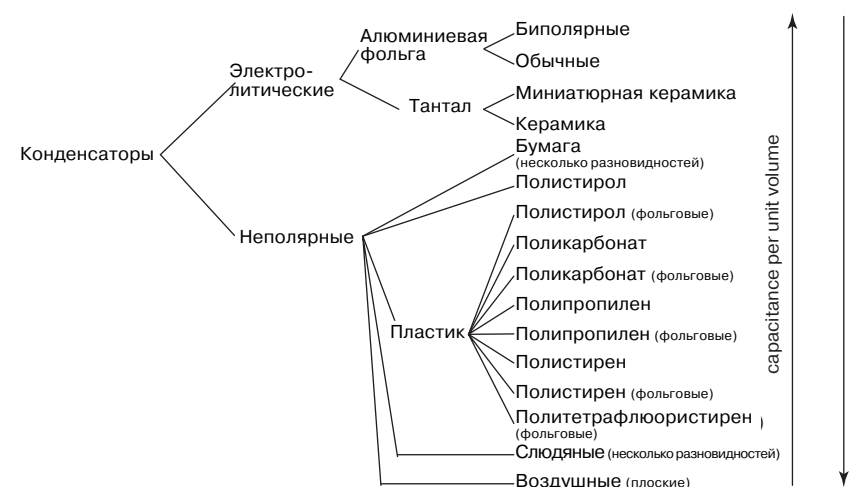 Конденсаторы
Электро-
литические
Неполярные
Алюминиевая
фольга
Тантал
Пластик
Биполярные
Обычные
Миниатюрная керамика
Керамика
Бумага
(несколько разновидностей)
Полистирол
Полистирол (фольговые)
Поликарбонат
Поликарбонат (фольговые)
Полипропилен
Полипропилен (фольговые)
Полистирен
Полистирен (фольговые)
Политетрафлюористирен )
(фольговые)
Слюдяные (несколько разновидностей)
Воздушные (плоские)
capacitance per unit volume